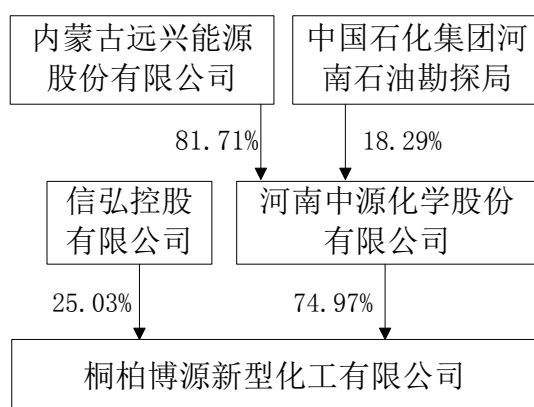 内蒙古远兴能源
股份有限公司
中国石化集团河
南石油勘探局
81.71%
18.29%
信弘控股
有限公司
河南中源化学股份
有限公司
25.03%
74.97%
桐柏博源新型化工有限公司